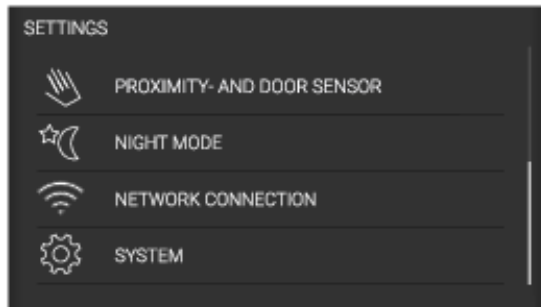 SETTINGS
PROXIMITY- AND DOOR SENSOR
NIGHT MODE
NETWORK CONNECTION
SYSTEM